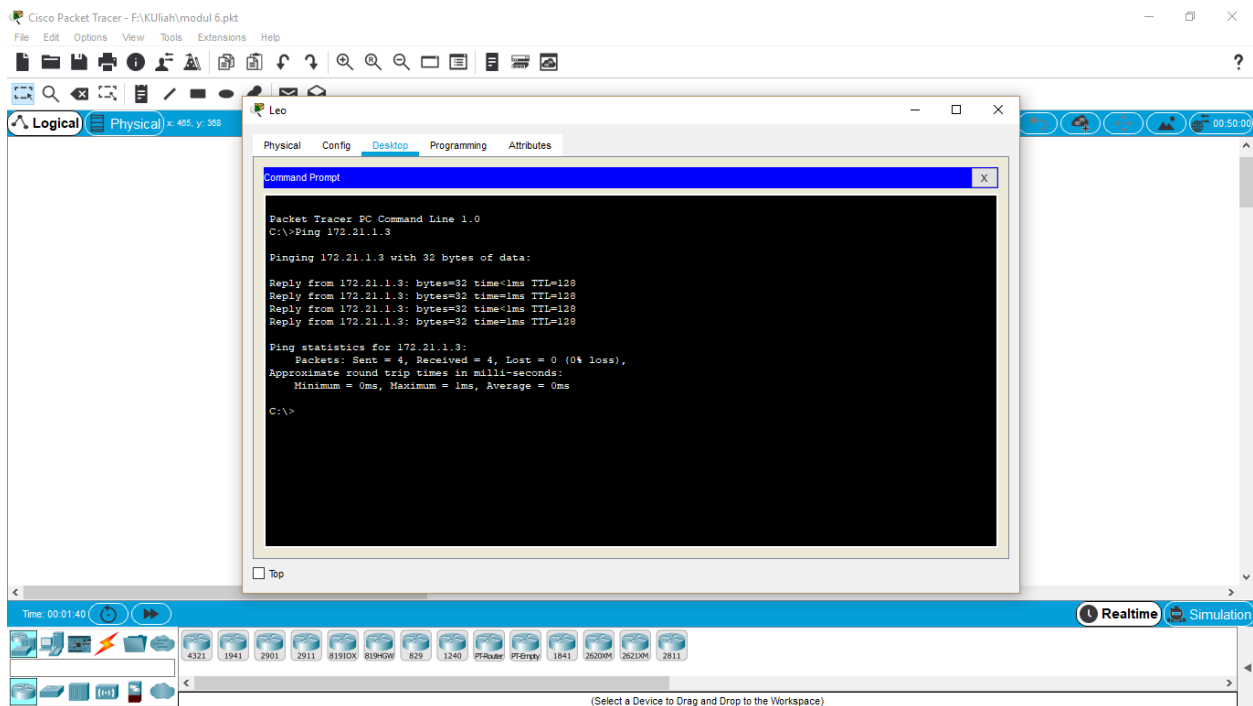 Cisco Packet Tracer - F:\KUliah\modul 6.pkt
File Edit Options View Tools Extensions Help
?
Logical Physical x: 465, y: 368 00:50:00
Leo
Physical Config Desktop Programming Attributes
Command Prompt X
Packet Tracer PC Command Line 1.0
C:\>Ping 172.21.1.3
Pinging 172.21.1.3 with 32 bytes of data:
Reply from 172.21.1.3: bytes=32 time<1ms TTL=128
Reply from 172.21.1.3: bytes=32 time=1ms TTL=128
Reply from 172.21.1.3: bytes=32 time<1ms TTL=128
Reply from 172.21.1.3: bytes=32 time=1ms TTL=128
Ping statistics for 172.21.1.3:
Packets: Sent = 4, Received = 4, Lost = 0 (0% loss),
Approximate round trip times in milli-seconds:
Minimum = 0ms, Maximum = 1ms, Average = 0ms
C:\>
Top
Time: 00:01:40 Realtime Simulation
4321 1941 2901 2911 819IOX 819HGW 829 1240 PT-Router PT-Empty 1841 2620XM 2621XM 2811
(Select a Device to Drag and Drop to the Workspace)